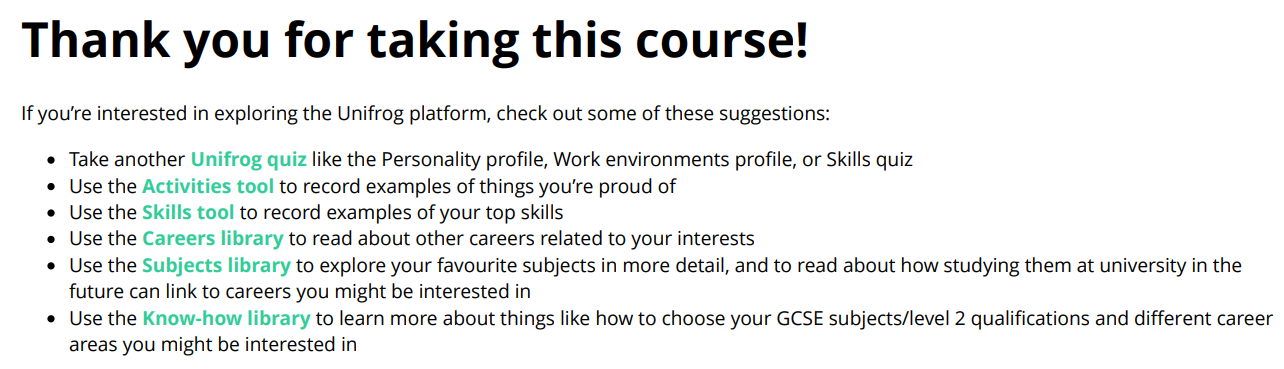 Thank you for taking this course!
If you’re interested in exploring the Unifrog platform, check out some of these suggestions:
• Take another Unifrog quiz like the Personality profile, Work environments profile, or Skills quiz
• Use the Activities tool to record examples of things you’re proud of
• Use the Skills tool to record examples of your top skills
• Use the Careers library to read about other careers related to your interests
• Use the Subjects library to explore your favourite subjects in more detail, and to read about how studying them at university in the
future can link to careers you might be interested in
• Use the Know-how library to learn more about things like how to choose your GCSE subjects/level 2 qualifications and different career
areas you might be interested in